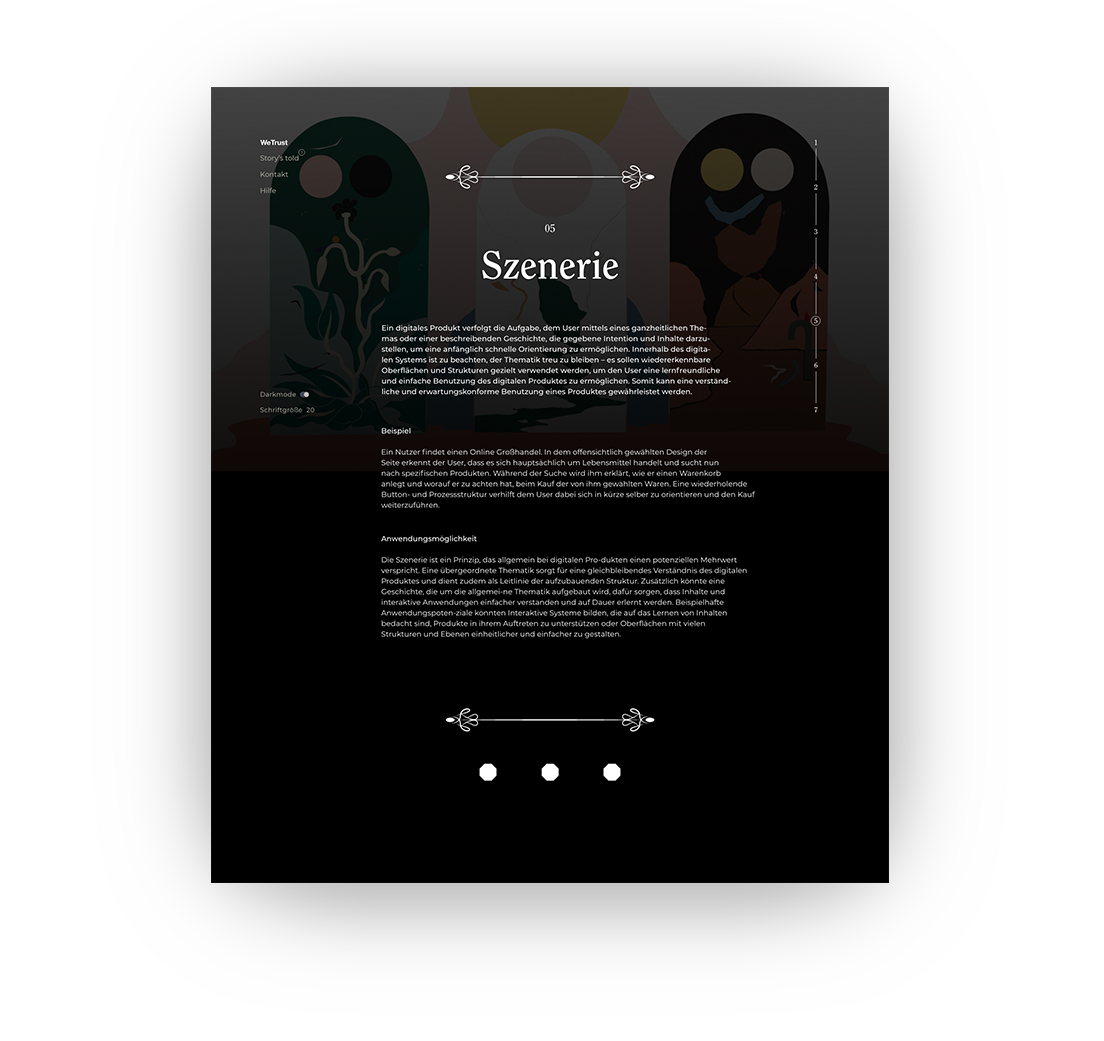 WeTrust
Story's told 7
Kontakt
Hilfe
Darkmode
Schriftgröße 20
05
Szenerie
Ein digitales Produkt verfolgt die Aufgabe, dem User mittels eines ganzheitlichen The-
mas oder einer beschreibenden Geschichte, die gegebene Intention und Inhalte darzu-
stellen, um eine anfänglich schnelle Orientierung zu ermöglichen. Innerhalb des digita-
len Systems ist zu beachten, der Thematik treu zu bleiben – es sollen wiedererkennbare
Oberflächen und Strukturen gezielt verwendet werden, um den User eine lernfreundliche
und einfache Benutzung des digitalen Produktes zu ermöglichen. Somit kann eine verständ-
liche und erwartungskonforme Benutzung eines Produktes gewährleistet werden.
Beispiel
Ein Nutzer findet einen Online Großhandel. In dem offensichtlich gewählten Design der
Seite erkennt der User, dass es sich hauptsächlich um Lebensmittel handelt und sucht nun
nach spezifischen Produkten. Während der Suche wird ihm erklärt, wie er einen Warenkorb
anlegt und worauf er zu achten hat, beim Kauf der von ihm gewählten Waren. Eine wiederholende
Button- und Prozessstruktur verhilft dem User dabei sich in kürze selber zu orientieren und den Kauf
weiterzuführen.
Anwendungsmöglichkeit
Die Szenerie ist ein Prinzip, das allgemein bei digitalen Pro-dukten einen potenziellen Mehrwert
verspricht. Eine übergeordnete Thematik sorgt für eine gleichbleibendes Verständnis des digitalen
Produktes und dient zudem als Leitlinie der aufzubauenden Struktur. Zusätzlich könnte eine
Geschichte, die um die allgemei-ne Thematik aufgebaut wird, dafür sorgen, dass Inhalte und
interaktive Anwendungen einfacher verstanden und auf Dauer erlernt werden. Beispielhafte
Anwendungspoten-ziale könnten Interaktive Systeme bilden, die auf das Lernen von Inhalten
bedacht sind, Produkte in ihrem Auftreten zu unterstützen oder Oberflächen mit vielen
Strukturen und Ebenen einheitlicher und einfacher zu gestalten.
1
2
3
4
5
6
7